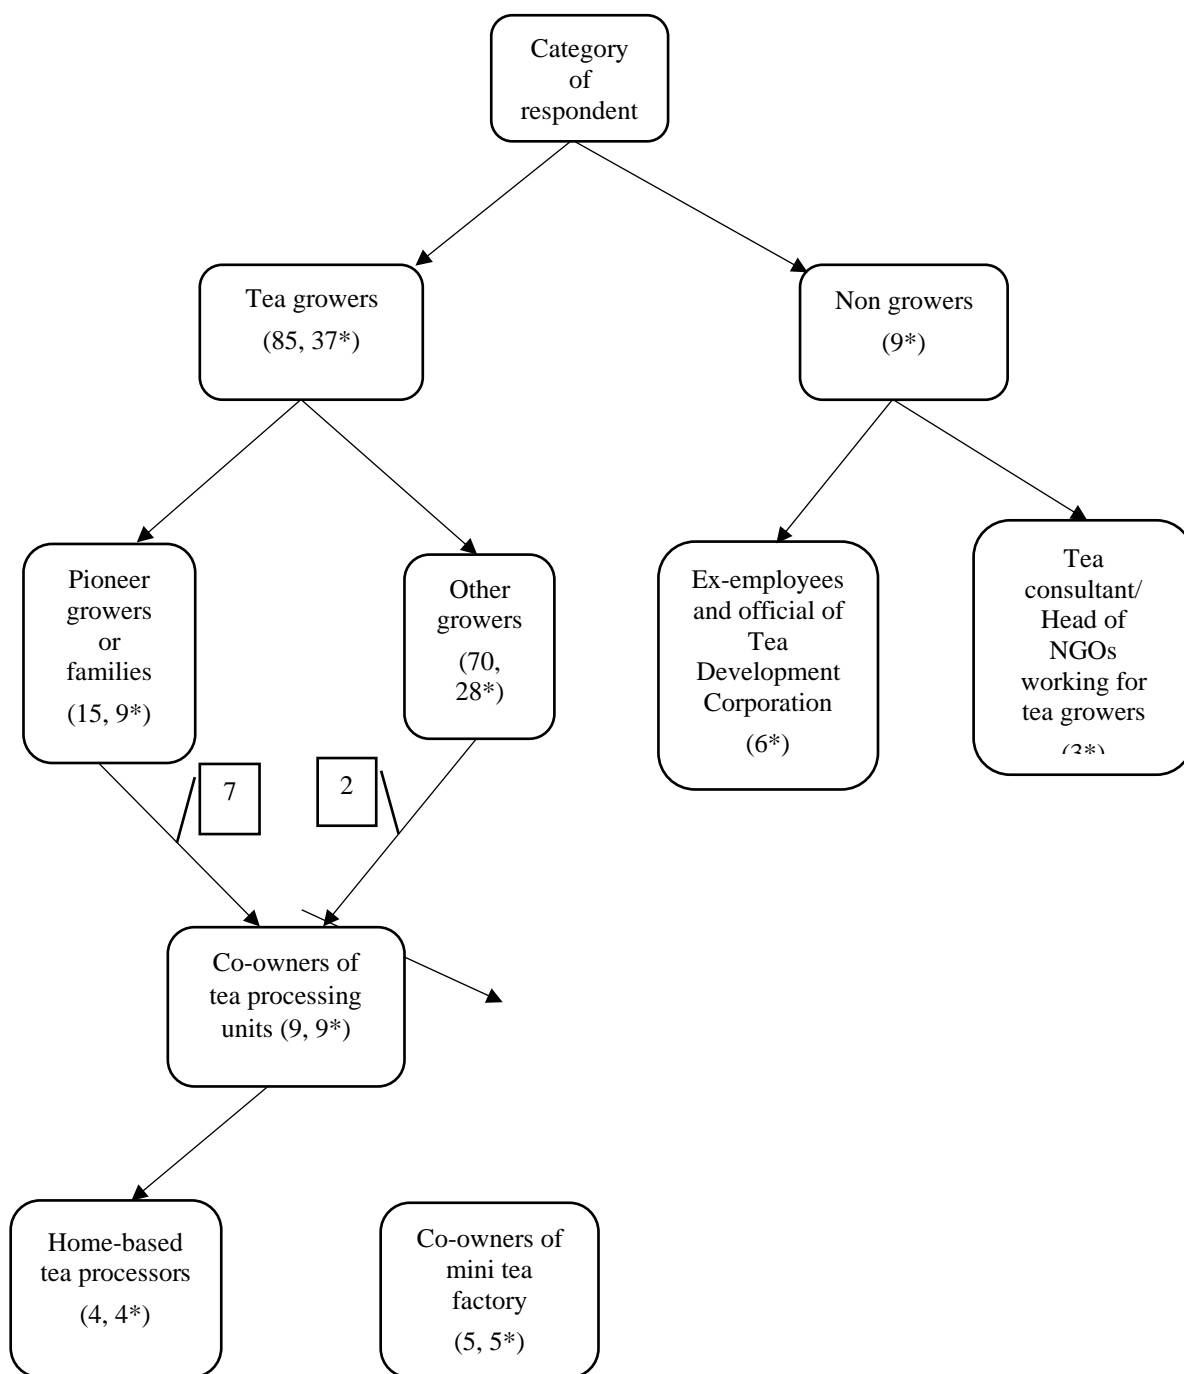 Category
of
respondent
Tea growers
(85, 37*)
Non growers
(9*)
Pioneer
growers
or
families
(15, 9*)
Other
growers
(70,
28*)
Ex-employees
and official of
Tea
Development
Corporation
(6*)
Tea
consultant/
Head of
NGOs
working for
tea growers
(3*)
7
2
Co-owners of
tea processing
units (9, 9*)
Home-based
tea processors
(4, 4*)
Co-owners of
mini tea
factory
(5, 5*)